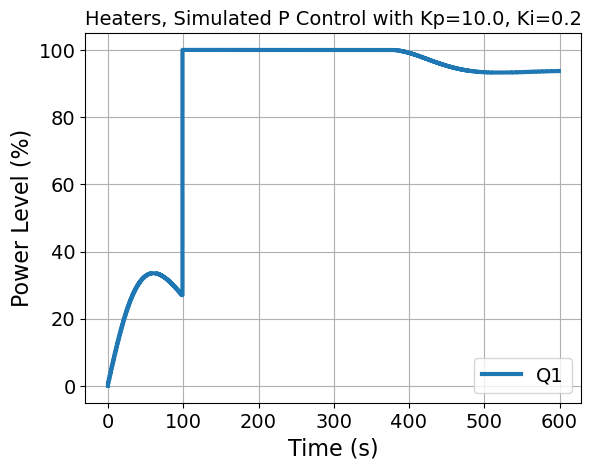 Heaters, Simulated P Control with Kp=10.0, Ki=0.2
Power Level (%)
100
80
60
40
20
0
Q1
0 100 200 300 400 500 600
Time (s)